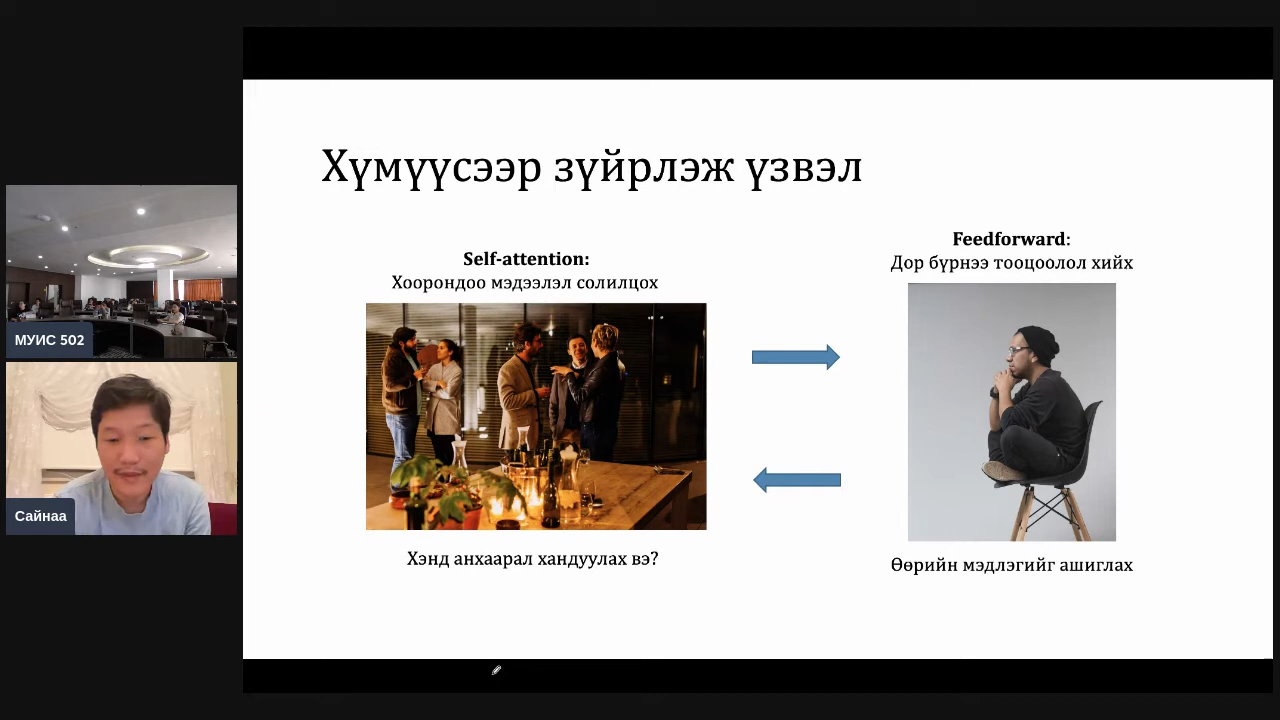 Хүмүүсээр зүйрлэж үзвэл
Self-attention:
Хоорондоо мэдээлэл солилцох
Хэнд анхаарал хандуулах вэ?
Feedforward:
Дор бүрнээ тооцоолол хийх
Өөрийн мэдлэгийг ашиглах
МУИС 502
Сайнаа